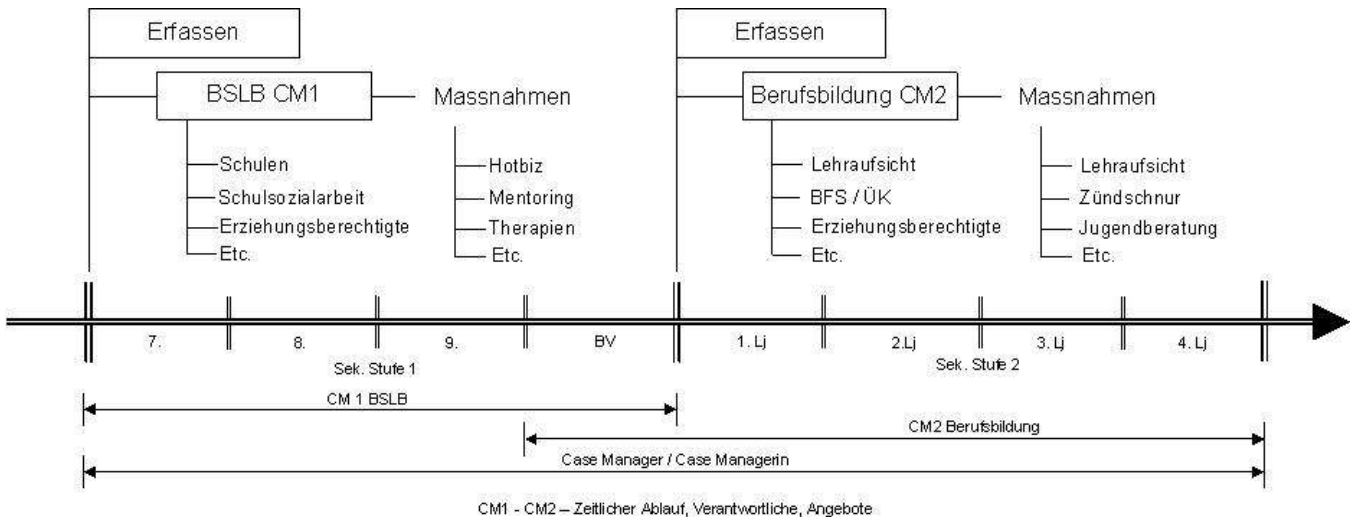 Erfassen
BSLB CM1
Massnahmen
Schulen
Schulsozialarbeit
Erziehungsberechtigte
Etc.
Hotbiz
Mentoring
Therapien
Etc.
Erfassen
Berufsbildung CM2
Massnahmen
Lehraufsicht
BFS / ÜK
Erziehungsberechtigte
Etc.
Lehraufsicht
Zündschnur
Jugendberatung
Etc.
7. 8. 9. BV 1. Lj 2.Lj 3. Lj 4. Lj
Sek. Stufe 1 Sek. Stufe 2
CM 1 BSLB
CM2 Berufsbildung
Case Manager / Case Managerin
CM1 - CM2 – Zeitlicher Ablauf, Verantwortliche, Angebote